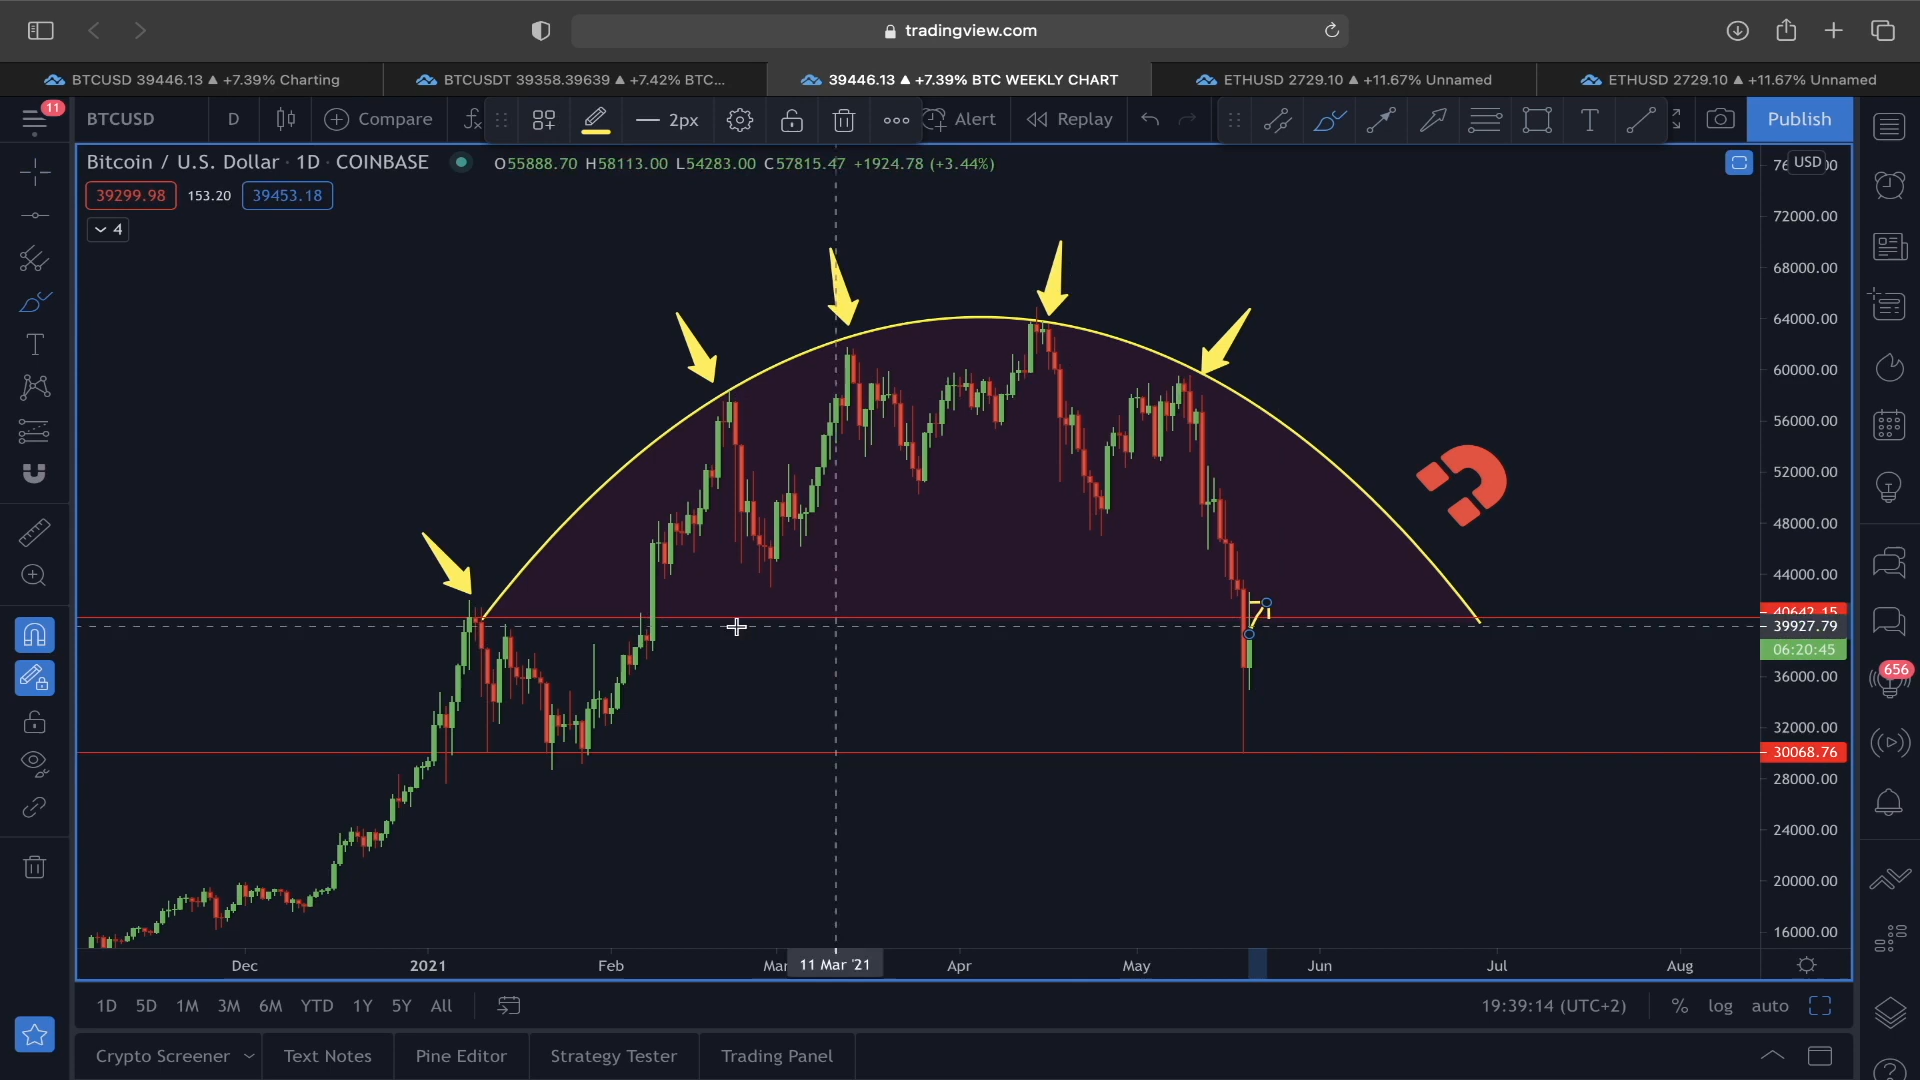 tradingview.com
BTCUSD 39446.13 ▲ +7.39% Charting
BTCUSDT 39358.39639 ▲ +7.42% BTC...
39446.13 ▲ +7.39% BTC WEEKLY CHART
ETHUSD 2729.10 ▲ +11.67% Unnamed
ETHUSD 2729.10 ▲ +11.67% Unnamed
11
BTCUSD D Compare fx 2px Alert Replay T Publish
Bitcoin / U.S. Dollar · 1D · COINBASE O55888.70 H58113.00 L54283.00 C57815.47 +1924.78 (+3.44%)
USD
39299.98 153.20 39453.18
4
72000.00
68000.00
64000.00
60000.00
56000.00
52000.00
48000.00
44000.00
40642.15
39927.79
06:20:45
36000.00
32000.00
30068.76
28000.00
24000.00
20000.00
16000.00
656
Dec 2021 Feb Mar 11 Mar '21 Apr May Jun Jul Aug
1D 5D 1M 3M 6M YTD 1Y 5Y All 19:39:14 (UTC+2) % log auto
Crypto Screener Text Notes Pine Editor Strategy Tester Trading Panel